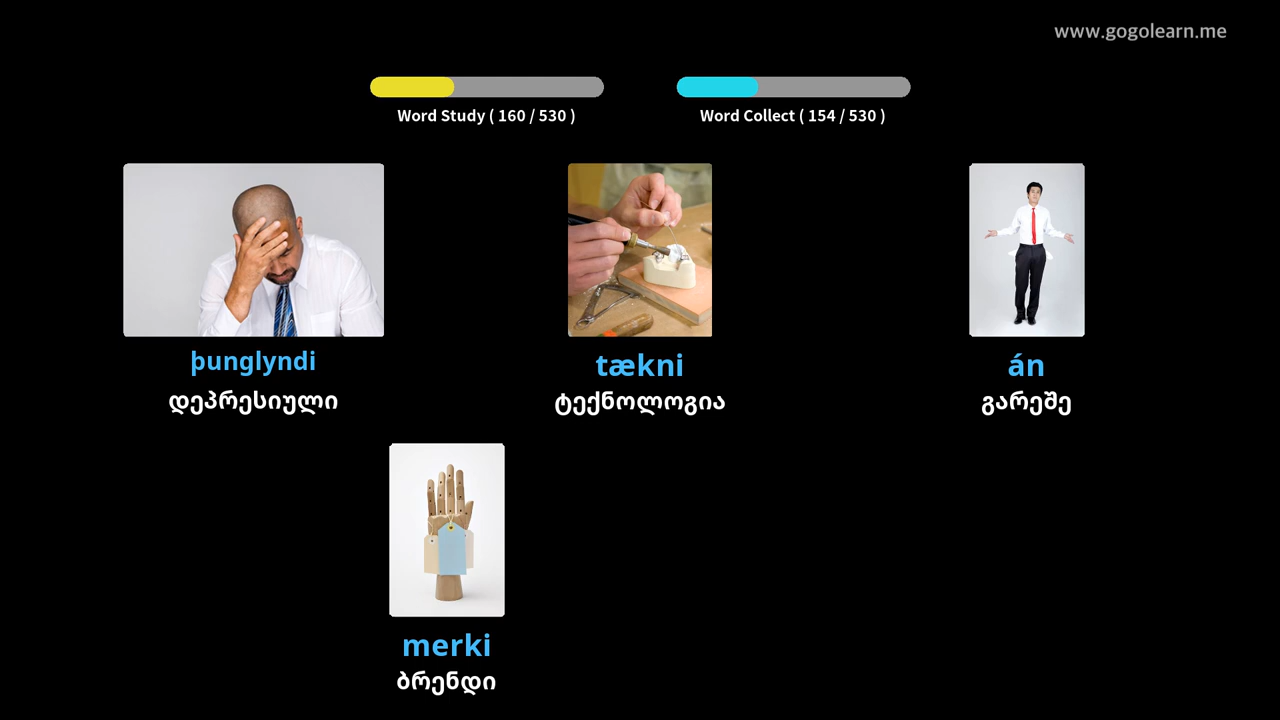 www.gogolearn.me
Word Study ( 160 / 530 )
Word Collect ( 154 / 530 )
þunglyndi
დეპრესიული
tækni
ტექნოლოგია
án
გარეშე
merki
ბრენდი